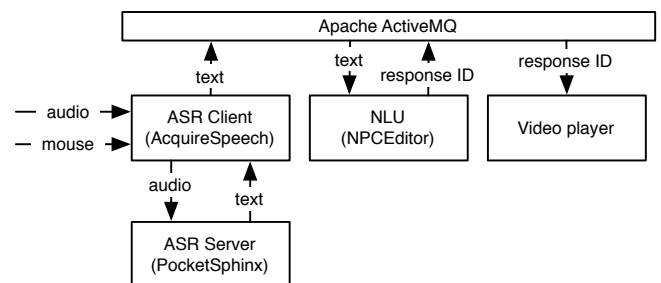 Apache ActiveMQ
text
text
response ID
response ID
audio
mouse
ASR Client
(AcquireSpeech)
NLU
(NPCEditor)
Video player
audio
text
ASR Server
(PocketSphinx)